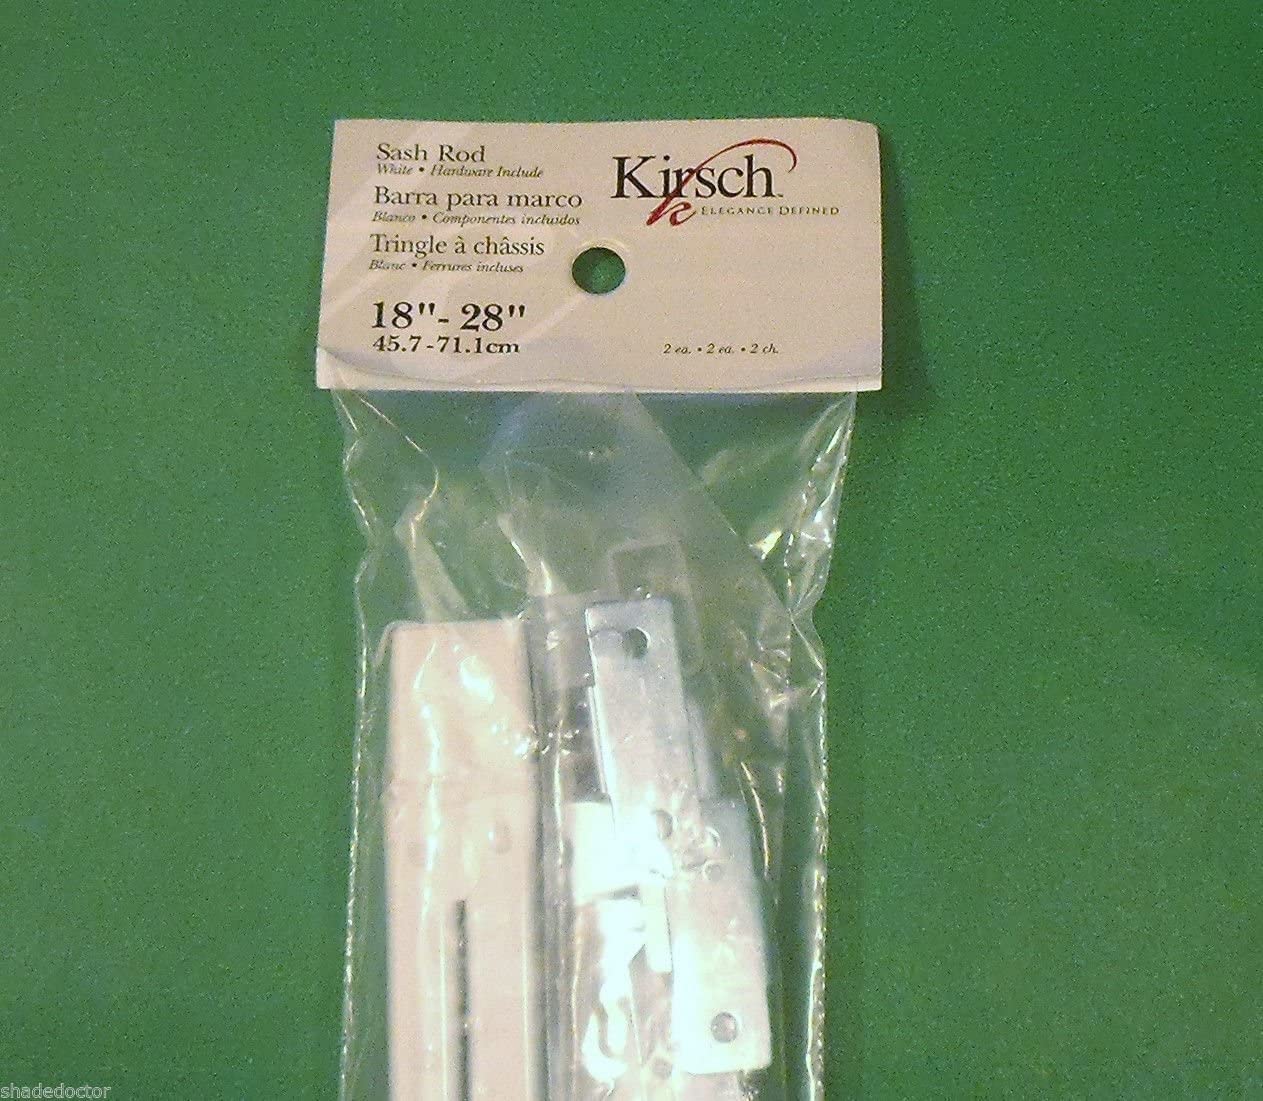 Sash Rod
White • Hardware Include
Barra para marco
Blanco • Componentes incluidos
Tringle à châssis
Blanc • Ferrures incluses
18"- 28"
45.7-71.1cm
Kirsch™
ELEGANCE DEFINED
2 ea. • 2 ea. • 2 ch.
shadedoctor